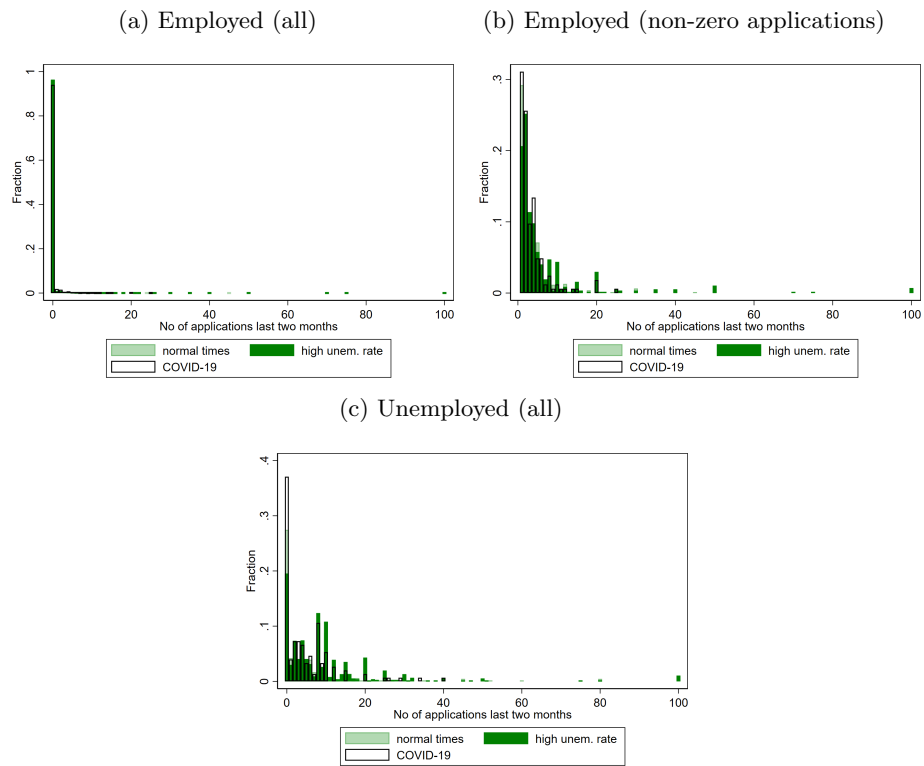 (a) Employed (all)
(b) Employed (non-zero applications)
Fraction
1
.8
.6
.4
.2
0
0 20 40 60 80 100
No of applications last two months
normal times high unem. rate
COVID-19
Fraction
.3
.2
.1
0
0 20 40 60 80 100
No of applications last two months
normal times high unem. rate
COVID-19
(c) Unemployed (all)
Fraction
.4
.3
.2
.1
0
0 20 40 60 80 100
No of applications last two months
normal times high unem. rate
COVID-19